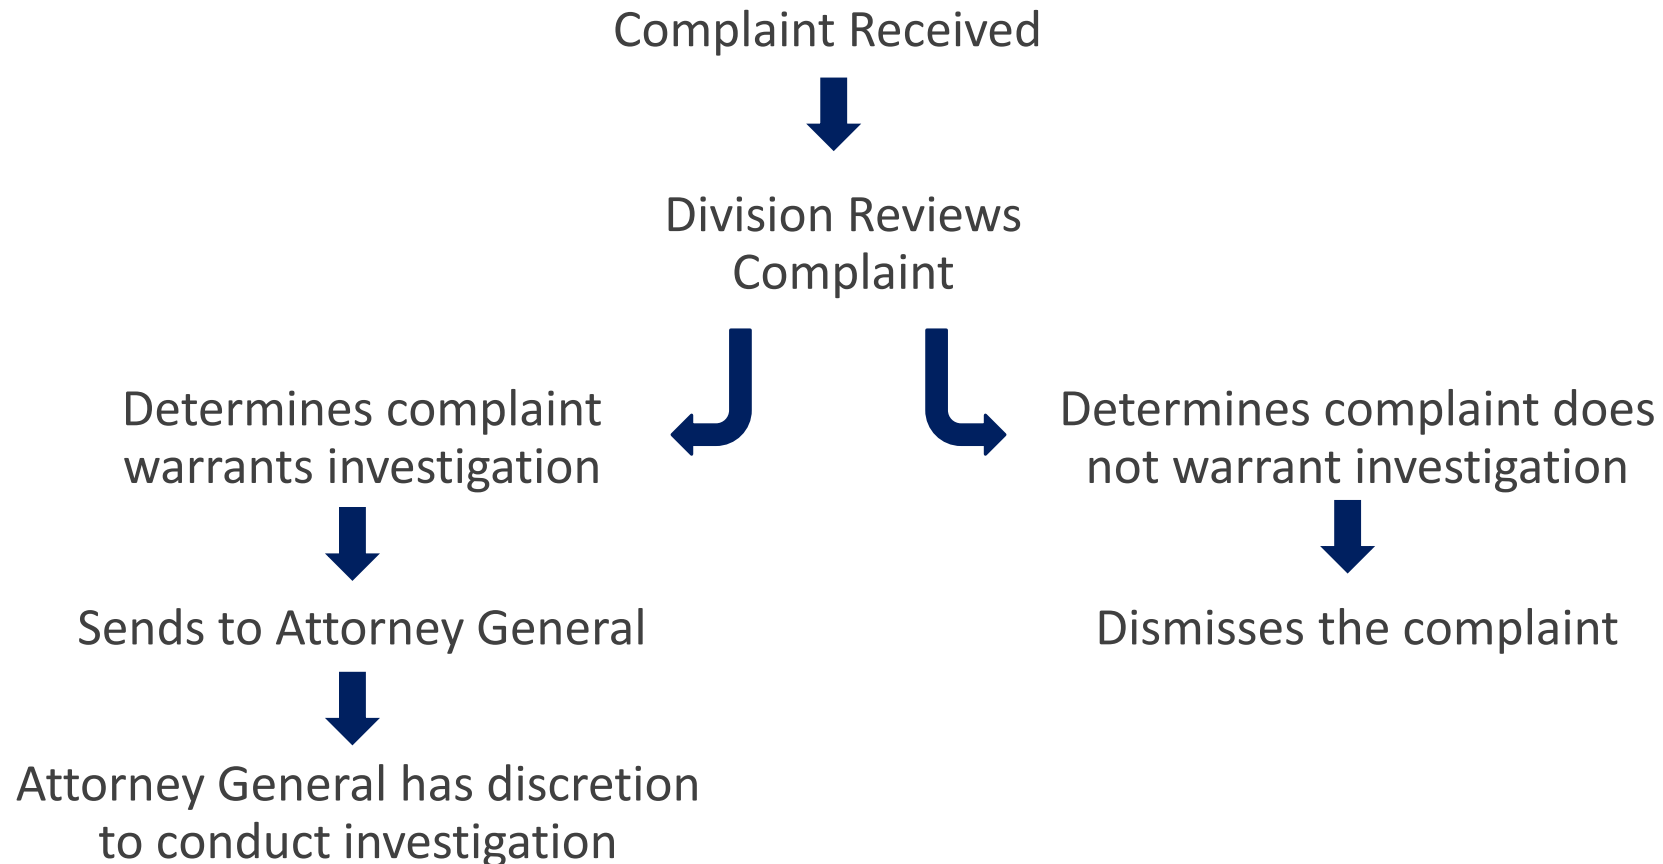 Complaint Received
Division Reviews
Complaint
Determines complaint
warrants investigation
Determines complaint does
not warrant investigation
Sends to Attorney General
Dismisses the complaint
Attorney General has discretion
to conduct investigation